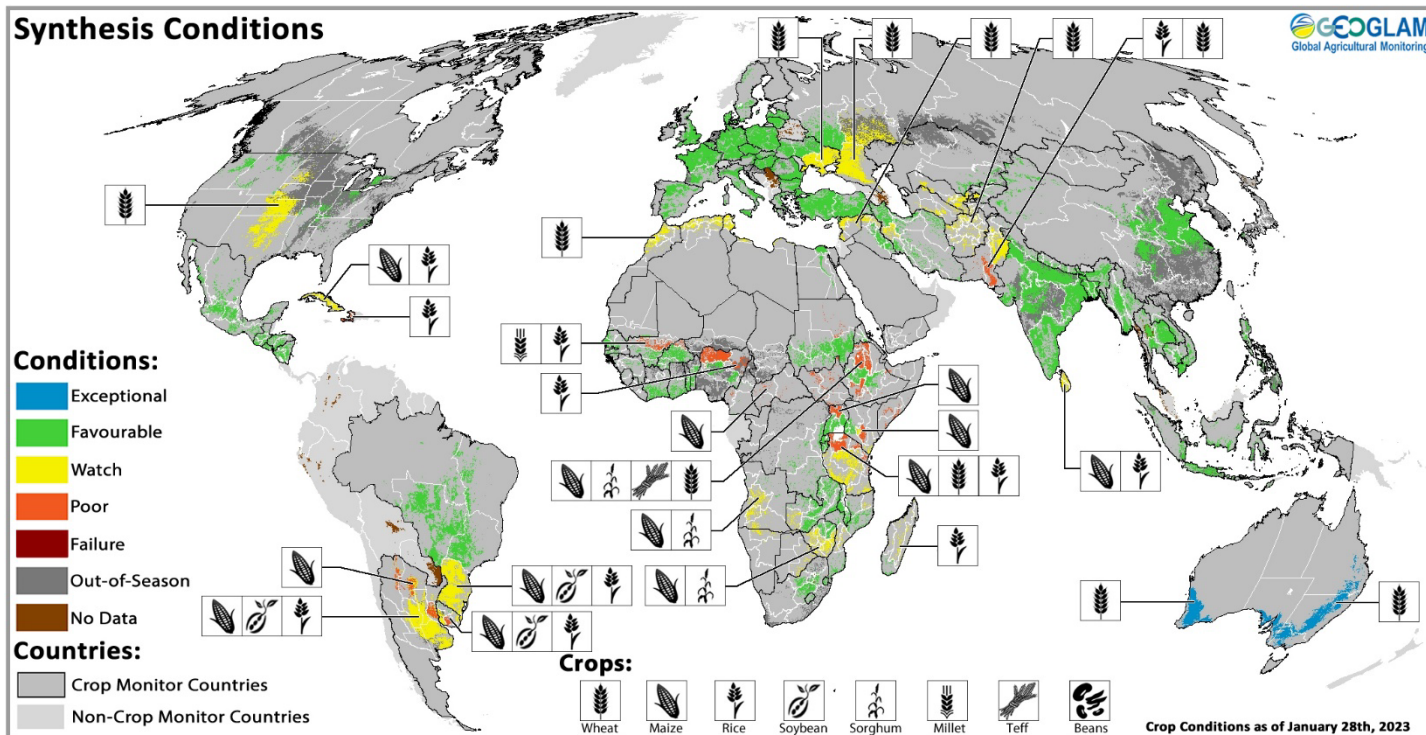 Synthesis Conditions
GEOGLAM
Global Agricultural Monitoring
Conditions:
Exceptional
Favourable
Watch
Poor
Failure
Out-of-Season
No Data
Countries:
Crop Monitor Countries
Non-Crop Monitor Countries
Crops:
Wheat Maize Rice Soybean Sorghum Millet Teff Beans
Crop Conditions as of January 28th, 2023